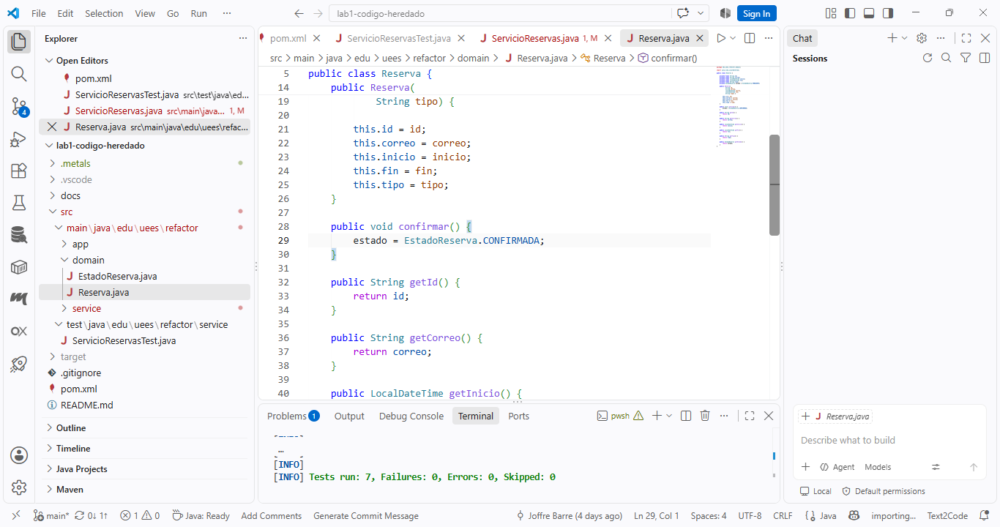 File Edit Selection View Go Run ··· lab1-codigo-heredado Sign In
Explorer ···
Open Editors
pom.xml
ServicioReservasTest.java src\test\java\ed...
ServicioReservas.java src\main\java... 1, M
Reserva.java src\main\java\edu\uees\refac...
lab1-codigo-heredado
.metals
.vscode
docs
src
main\java\edu\uees\refactor
app
domain
EstadoReserva.java
Reserva.java
service
test\java\edu\uees\refactor\service
ServicioReservasTest.java
target
.gitignore
pom.xml
README.md
Outline
Timeline
Java Projects
Maven
4
pom.xml ServicioReservasTest.java ServicioReservas.java 1, M Reserva.java ···
src > main > java > edu > uees > refactor > domain > Reserva.java > Reserva > confirmar()
5 public class Reserva {
14 public Reserva(
19 String tipo) {
20
21 this.id = id;
22 this.correo = correo;
23 this.inicio = inicio;
24 this.fin = fin;
25 this.tipo = tipo;
26 }
27
28 public void confirmar() {
29 estado = EstadoReserva.CONFIRMADA;
30 }
31
32 public String getId() {
33 return id;
34 }
35
36 public String getCorreo() {
37 return correo;
38 }
39
40 public LocalDateTime getInicio() {
Problems 1 Output Debug Console Terminal Ports pwsh ···
...
[INFO]
[INFO] Tests run: 7, Failures: 0, Errors: 0, Skipped: 0
Chat ···
Sessions
Reserva.java
Describe what to build
Agent Models
Local Default permissions
main* 0↓ 1↑ 1 0 Java: Ready Add Comments Generate Commit Message Joffre Barre (4 days ago) Ln 29, Col 1 Spaces: 4 UTF-8 CRLF {} Java importing... Text2Code